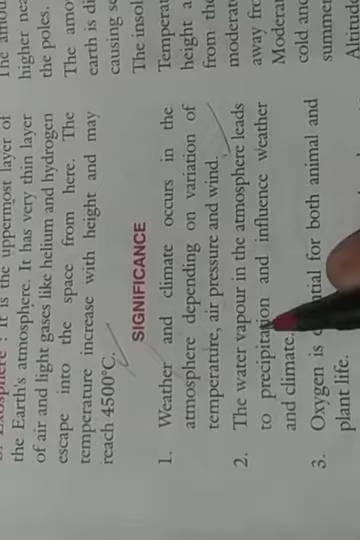 Exosphere : It is the uppermost layer of
the Earth's atmosphere. It has very thin layer
of air and light gases like helium and hydrogen
escape into the space from here. The
temperature increase with height and may
reach 4500°C.
SIGNIFICANCE
1. Weather and climate occurs in the
atmosphere depending on variation of
temperature, air pressure and wind.
2. The water vapour in the atmosphere leads
to precipitation and influence weather
and climate.
3. Oxygen is for both animal and
plant life.
The amou
higher nea
the poles.
The amo
earth is di
causing so
The insol
Temperat
height a
from the
moderat
away fro
Moderat
cold and
summer
Altitude